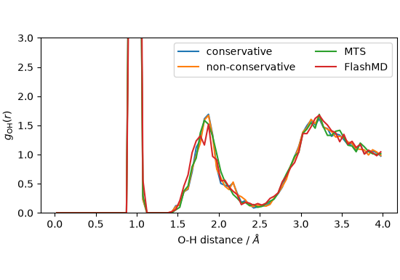 3.0
2.5
2.0
1.5
1.0
0.5
0.0
g_OH(r)
conservative
non-conservative
MTS
FlashMD
0.0 0.5 1.0 1.5 2.0 2.5 3.0 3.5 4.0
O-H distance / Å